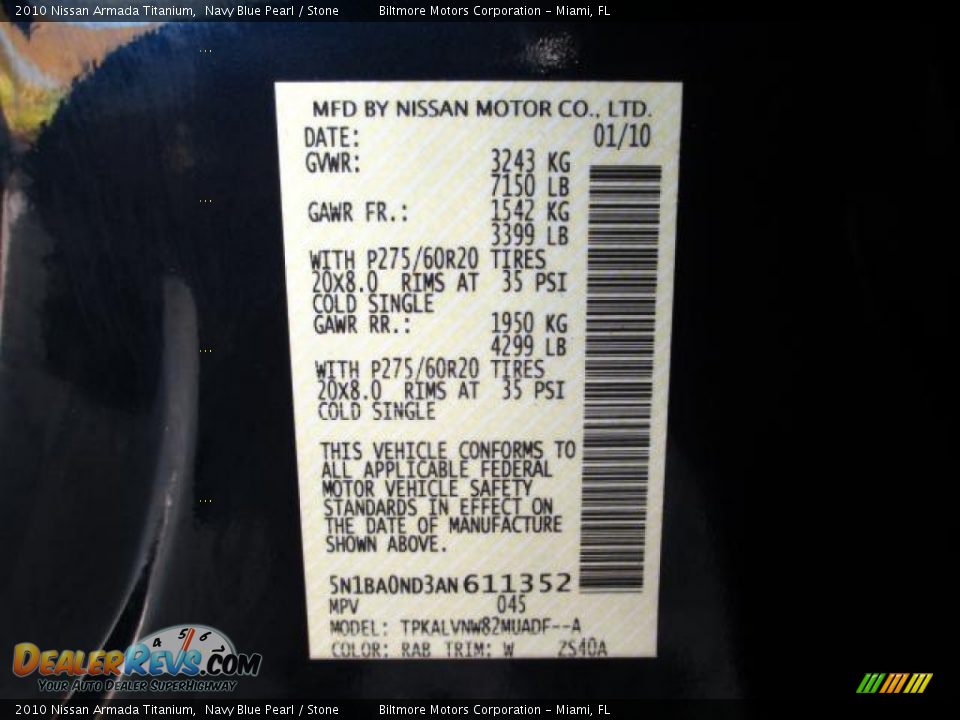 2010 Nissan Armada Titanium, Navy Blue Pearl / Stone Biltmore Motors Corporation - Miami, FL
MFD BY NISSAN MOTOR CO., LTD.
DATE: 01/10
GVWR: 3243 KG
7150 LB
GAWR FR.: 1542 KG
3399 LB
WITH P275/60R20 TIRES
20X8.0 RIMS AT 35 PSI
COLD SINGLE
GAWR RR.: 1950 KG
4299 LB
WITH P275/60R20 TIRES
20X8.0 RIMS AT 35 PSI
COLD SINGLE
THIS VEHICLE CONFORMS TO
ALL APPLICABLE FEDERAL
MOTOR VEHICLE SAFETY
STANDARDS IN EFFECT ON
THE DATE OF MANUFACTURE
SHOWN ABOVE.
5N1BA0ND3AN611352
MPV 045
MODEL: TPKALVNW82MUADF--A
COLOR: RAB TRIM: W ZS40A
4 5 6
DEALERREVS.COM
Your Auto Dealer SuperHighway
2010 Nissan Armada Titanium, Navy Blue Pearl / Stone Biltmore Motors Corporation - Miami, FL